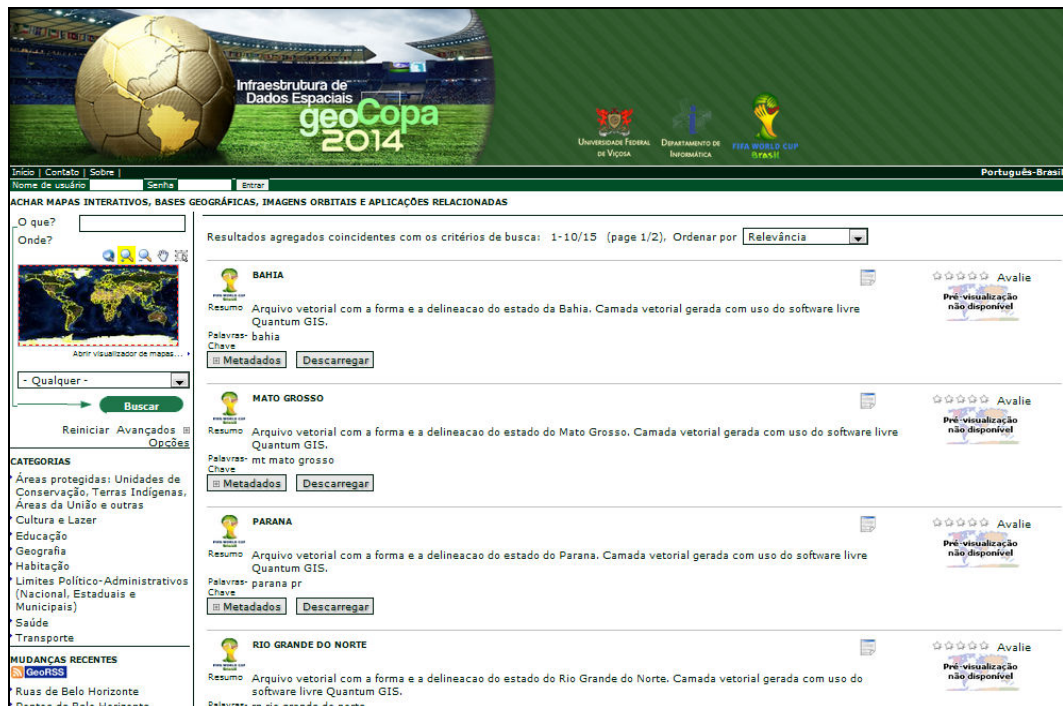 Infraestrutura de
Dados Espaciais
geoCopa
2014
UNIVERSIDADE FEDERAL
DE VIÇOSA
DEPARTAMENTO DE
INFORMÁTICA
FIFA WORLD CUP
Brasil
Início | Contato | Sobre |
Português-Brasil
Nome de usuário
Senha
Entrar
ACHAR MAPAS INTERATIVOS, BASES GEOGRÁFICAS, IMAGENS ORBITAIS E APLICAÇÕES RELACIONADAS
O que?
Onde?
Abrir visualizador de mapas...
- Qualquer -
Buscar
Reiniciar Avançados
Opções
CATEGORIAS
Áreas protegidas: Unidades de
Conservação, Terras Indígenas,
Áreas da União e outras
Cultura e Lazer
Educação
Geografia
Habitação
Limites Político-Administrativos
(Nacional, Estaduais e
Municipais)
Saúde
Transporte
MUDANÇAS RECENTES
GeoRSS
Ruas de Belo Horizonte
Pontos de Belo Horizonte
Resultados agregados coincidentes com os critérios de busca: 1-10/15 (page 1/2), Ordenar por Relevância
BAHIA
Avalie
Pré-visualização
não disponível
Resumo Arquivo vetorial com a forma e a delineacao do estado da Bahia. Camada vetorial gerada com uso do software livre
Quantum GIS.
Palavras- bahia
Chave
Metadados Descarregar
MATO GROSSO
Avalie
Pré-visualização
não disponível
Resumo Arquivo vetorial com a forma e a delineacao do estado do Mato Grosso. Camada vetorial gerada com uso do software livre
Quantum GIS.
Palavras- mt mato grosso
Chave
Metadados Descarregar
PARANA
Avalie
Pré-visualização
não disponível
Resumo Arquivo vetorial com a forma e a delineacao do estado do Parana. Camada vetorial gerada com uso do software livre
Quantum GIS.
Palavras- parana pr
Chave
Metadados Descarregar
RIO GRANDE DO NORTE
Avalie
Pré-visualização
não disponível
Resumo Arquivo vetorial com a forma e a delineacao do estado do Rio Grande do Norte. Camada vetorial gerada com uso do
software livre Quantum GIS.
Palavras- rn rio grande do norte